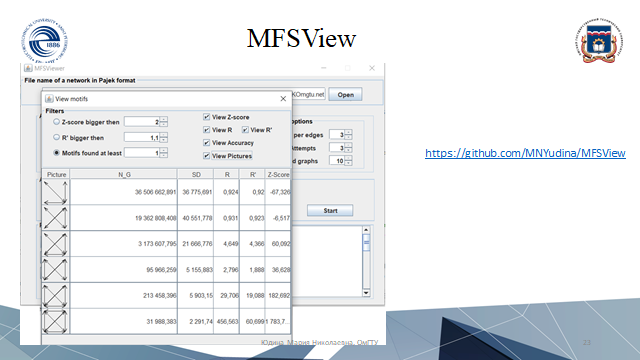 MFSView
MFSViewer
File name of a network in Pajek format
KOmgtu.net Open
View motifs
Filters
Z-score bigger then 2
R' bigger then 1,1
Motifs found at least 1
View Z-score
View R View R'
View Accuracy
View Pictures
options
per edges 3
Attempts 3
d graphs 10
Start
Picture N_G SD R R' Z-Score
36 506 662,891 36 775,691 0,924 0,92 -67,326
19 362 808,408 40 551,778 0,931 0,923 -6,517
3 173 607,795 21 666,776 4,649 4,366 60,092
95 966,259 5 155,883 2,796 1,888 36,628
213 458,396 5 903,15 29,706 19,088 182,692
31 988,383 2 291,74 456,563 60,699 1 783,7...
https://github.com/MNYudina/MFSView
Юдина Мария Николаевна, ОмГТУ
23
1886